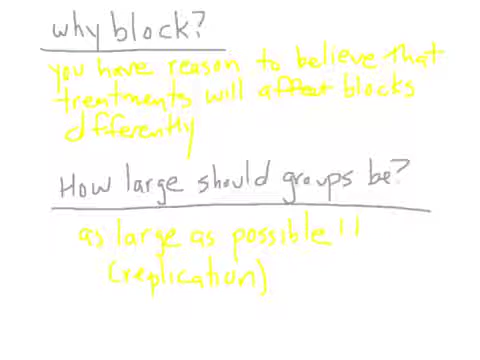 why block?
you have reason to believe that
treatments will affect blocks
differently
How large should groups be?
as large as possible!!
(replication)